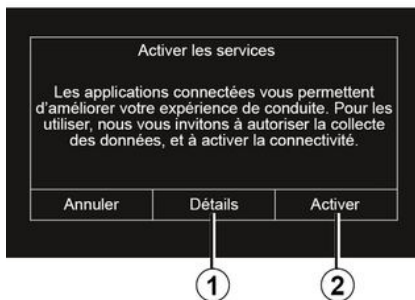 Activer les services
Les applications connectées vous permettent
d'améliorer votre expérience de conduite. Pour les
utiliser, nous vous invitons à autoriser la collecte
des données, et à activer la connectivité.
Annuler Détails Activer
1 2